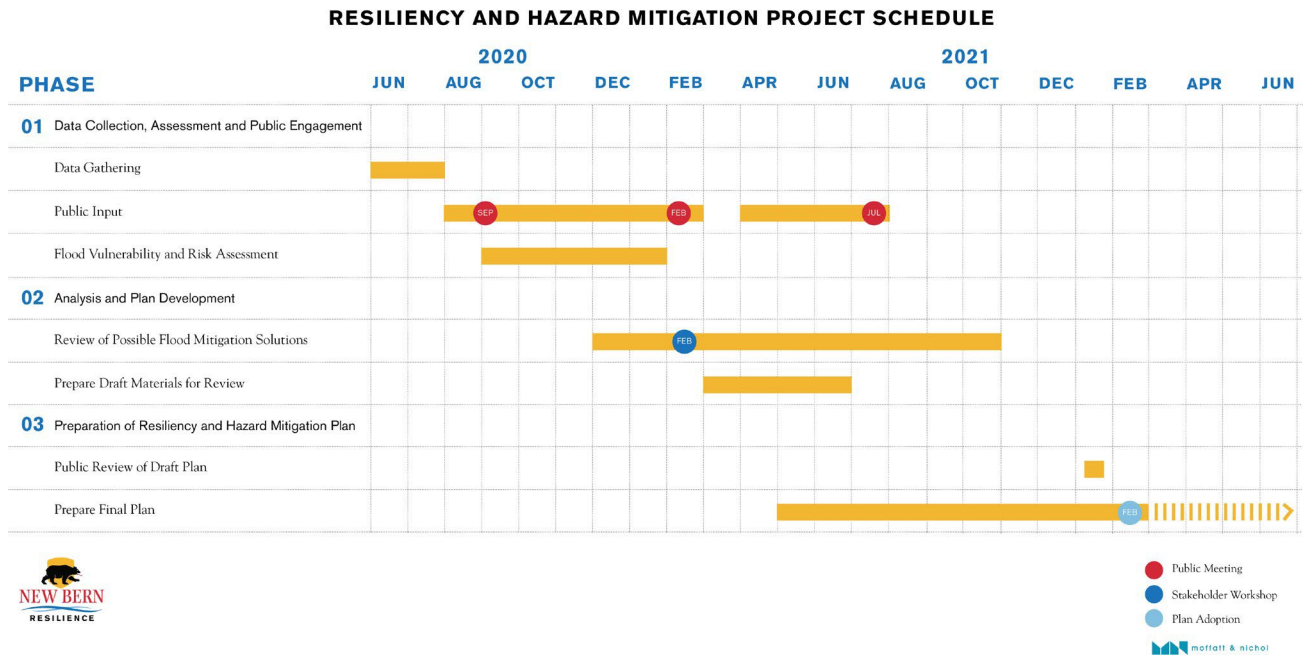 RESILIENCY AND HAZARD MITIGATION PROJECT SCHEDULE
2020 2021
PHASE JUN AUG OCT DEC FEB APR JUN AUG OCT DEC FEB APR JUN
01 Data Collection, Assessment and Public Engagement
Data Gathering
Public Input SEP FEB JUL
Flood Vulnerability and Risk Assessment
02 Analysis and Plan Development
Review of Possible Flood Mitigation Solutions FEB
Prepare Draft Materials for Review
03 Preparation of Resiliency and Hazard Mitigation Plan
Public Review of Draft Plan
Prepare Final Plan FEB
NEW BERN
RESILIENCE
Public Meeting
Stakeholder Workshop
Plan Adoption
moffatt & nichol